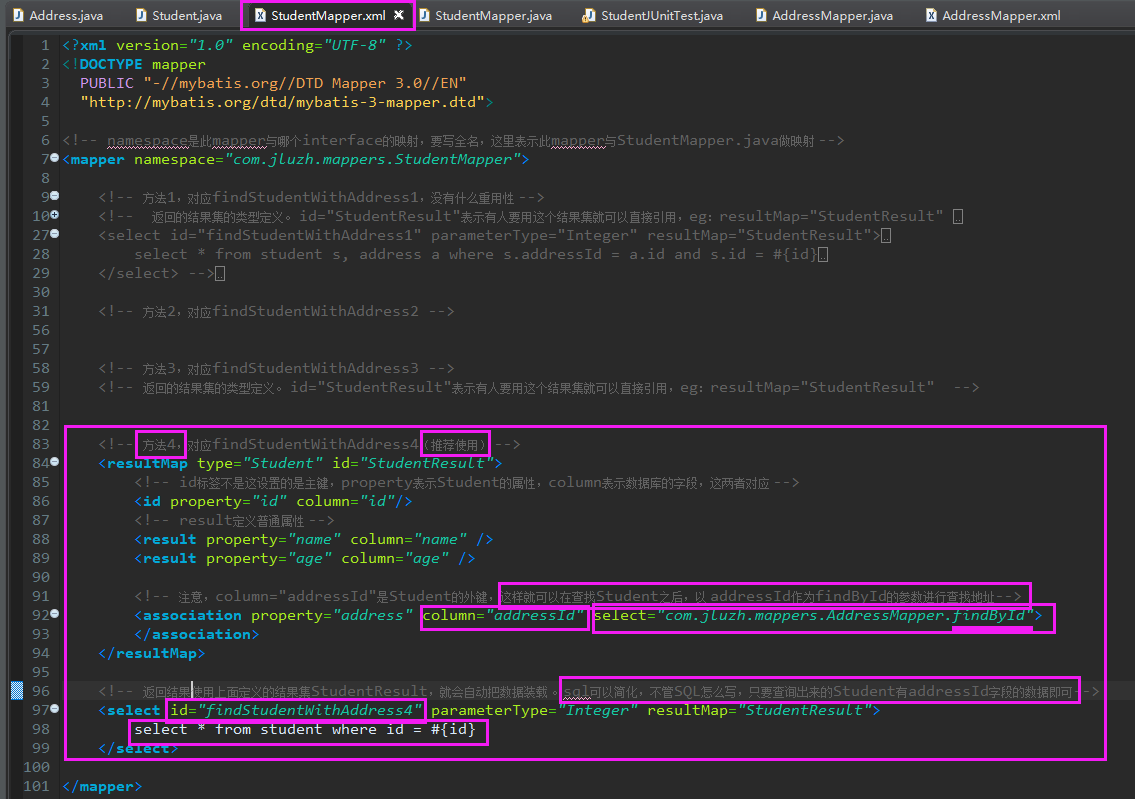 Address.java Student.java StudentMapper.xml StudentMapper.java StudentJUnitTest.java AddressMapper.java AddressMapper.xml
1 <?xml version="1.0" encoding="UTF-8" ?>
2 <!DOCTYPE mapper
3 PUBLIC "-//mybatis.org//DTD Mapper 3.0//EN"
4 "http://mybatis.org/dtd/mybatis-3-mapper.dtd">
5
6 <!-- namespace是此mapper与哪个interface的映射，要写全名，这里表示此mapper与StudentMapper.java做映射 -->
7 <mapper namespace="com.jluzh.mappers.StudentMapper">
8
9 <!-- 方法1，对应findStudentWithAddress1，没有什么重用性 -->
10 <!-- 返回的结果集的类型定义。id="StudentResult"表示有人要用这个结果集就可以直接引用，eg：resultMap="StudentResult"
27 <select id="findStudentWithAddress1" parameterType="Integer" resultMap="StudentResult">
28 select * from student s, address a where s.addressId = a.id and s.id = #{id}
29 </select> -->
30
31 <!-- 方法2，对应findStudentWithAddress2 -->
56
57
58 <!-- 方法3，对应findStudentWithAddress3 -->
59 <!-- 返回的结果集的类型定义。id="StudentResult"表示有人要用这个结果集就可以直接引用，eg：resultMap="StudentResult" -->
81
82
83 <!-- 方法4，对应findStudentWithAddress4（推荐使用） -->
84 <resultMap type="Student" id="StudentResult">
85 <!-- id标签不是这设置的是主键，property表示Student的属性，column表示数据库的字段，这两者对应 -->
86 <id property="id" column="id"/>
87 <!-- result定义普通属性 -->
88 <result property="name" column="name" />
89 <result property="age" column="age" />
90
91 <!-- 注意，column="addressId"是Student的外键，这样就可以在查找Student之后，以 addressId作为findById的参数进行查找地址-->
92 <association property="address" column="addressId" select="com.jluzh.mappers.AddressMapper.findById">
93 </association>
94 </resultMap>
95
96 <!-- 返回结果使用上面定义的结果集StudentResult，就会自动把数据装载。sql可以简化，不管SQL怎么写，只要查询出来的Student有addressId字段的数据即可-->
97 <select id="findStudentWithAddress4" parameterType="Integer" resultMap="StudentResult">
98 select * from student where id = #{id}
99 </select>
100
101 </mapper>